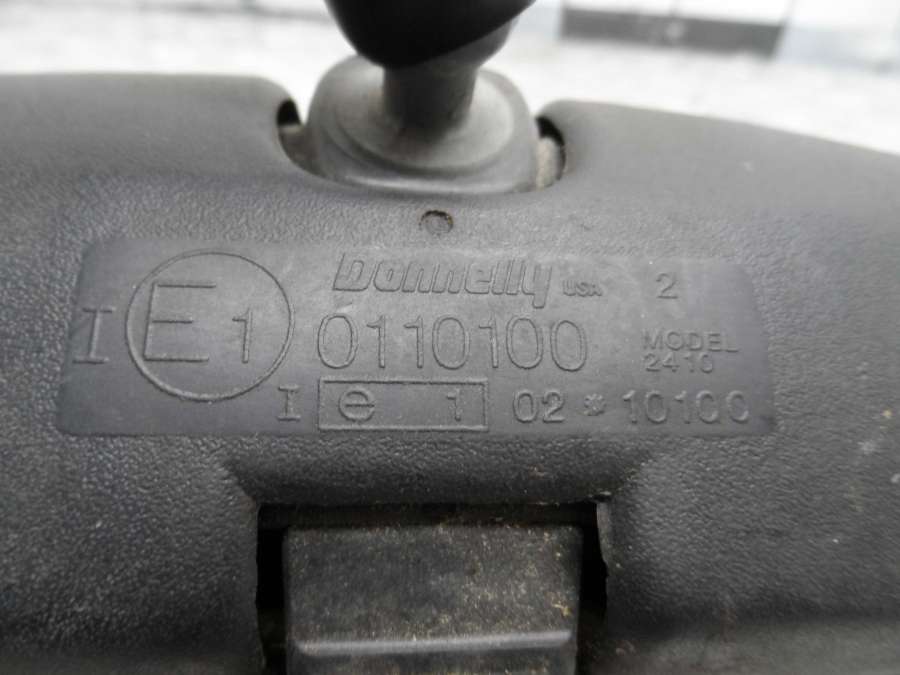 Donnelly USA 2
I E1 0110100 MODEL 2410
I e 1 02 * 10100